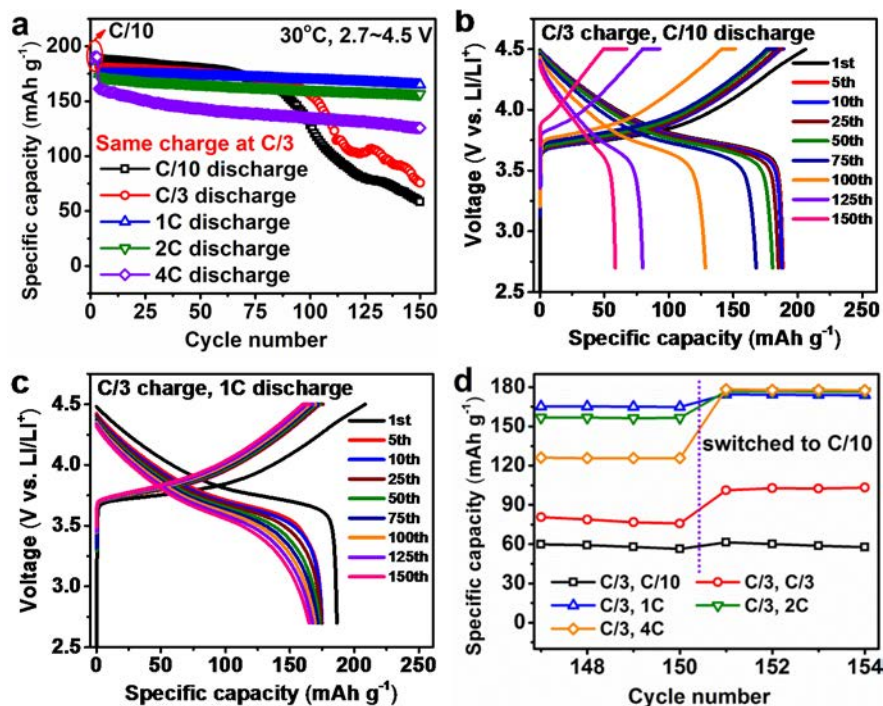 a
C/10
30°C, 2.7~4.5 V
Specific capacity (mAh g⁻¹)
200
150
100
50
0
Same charge at C/3
C/10 discharge
C/3 discharge
1C discharge
2C discharge
4C discharge
0 25 50 75 100 125 150
Cycle number
b
C/3 charge, C/10 discharge
Voltage (V vs. LI/LI⁺)
4.5
4.0
3.5
3.0
2.5
1st
5th
10th
25th
50th
75th
100th
125th
150th
0 50 100 150 200 250
Specific capacity (mAh g⁻¹)
c
C/3 charge, 1C discharge
Voltage (V vs. LI/LI⁺)
4.5
4.0
3.5
3.0
2.5
1st
5th
10th
25th
50th
75th
100th
125th
150th
0 50 100 150 200 250
Specific capacity (mAh g⁻¹)
d
Specific capacity (mAh g⁻¹)
180
150
120
90
60
30
0
switched to C/10
C/3, C/10 C/3, C/3
C/3, 1C C/3, 2C
C/3, 4C
148 150 152 154
Cycle number